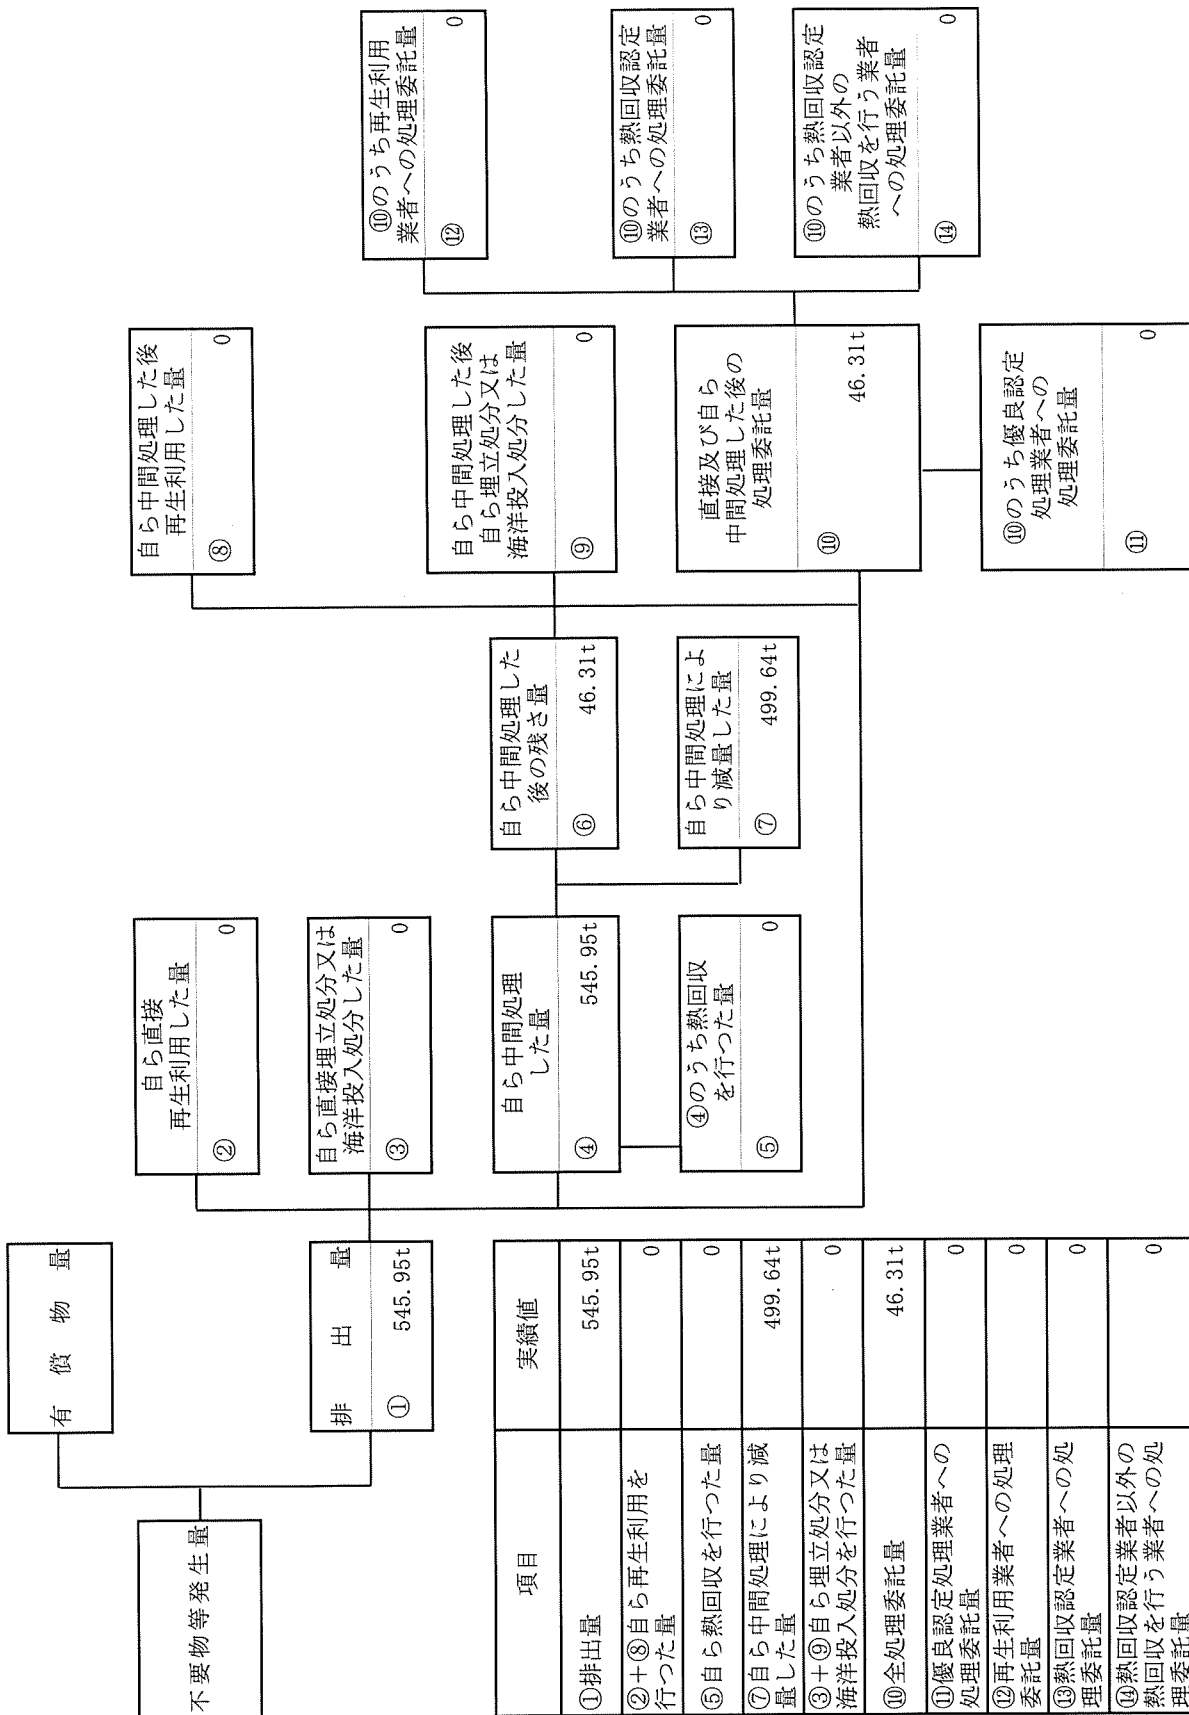 不要物等発生量
有 償 物 量
排 出 量
① 545.95t
自ら直接
再生利用した量
② 0
自ら直接埋立処分又は
海洋投入処分した量
③ 0
自ら中間処理
した量
④ 545.95t
④のうち熱回収
を行つた量
⑤ 0
自ら中間処理した
後の残さ量
⑥ 46.31t
自ら中間処理によ
り減量した量
⑦ 499.64t
自ら中間処理した後
再生利用した量
⑧ 0
自ら中間処理した後
自ら埋立処分又は
海洋投入処分した量
⑨ 0
直接及び自ら
中間処理した後の
処理委託量
⑩ 46.31t
⑩のうち優良認定
処理業者への
処理委託量
⑪ 0
⑩のうち再生利用
業者への処理委託量
⑫ 0
⑩のうち熱回収認定
業者への処理委託量
⑬ 0
⑩のうち熱回収認定
業者以外の
熱回収を行う業者
への処理委託量
⑭ 0
項目 実績値
①排出量 545.95t
②+⑧自ら再生利用を
行つた量 0
⑤自ら熱回収を行つた量 0
⑦自ら中間処理により減
量した量 499.64t
③+⑨自ら埋立処分又は
海洋投入処分を行つた量 0
⑩全処理委託量 46.31t
⑪優良認定処理業者への
処理委託量 0
⑫再生利用業者への処理
委託量 0
⑬熱回収認定業者への処
理委託量 0
⑭熱回収認定業者以外の
熱回収を行う業者への処
理委託量 0